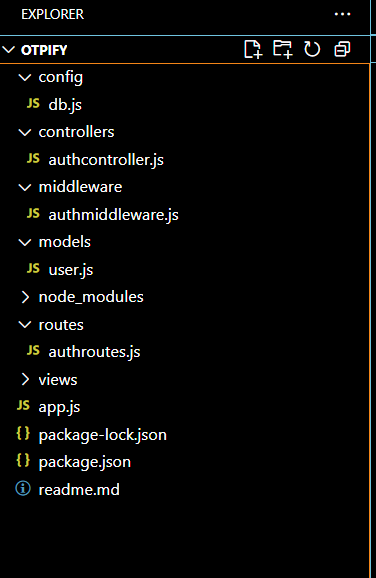 EXPLORER
OTPIFY
config
JS db.js
controllers
JS authcontroller.js
middleware
JS authmiddleware.js
models
JS user.js
node_modules
routes
JS authroutes.js
views
JS app.js
{} package-lock.json
{} package.json
readme.md